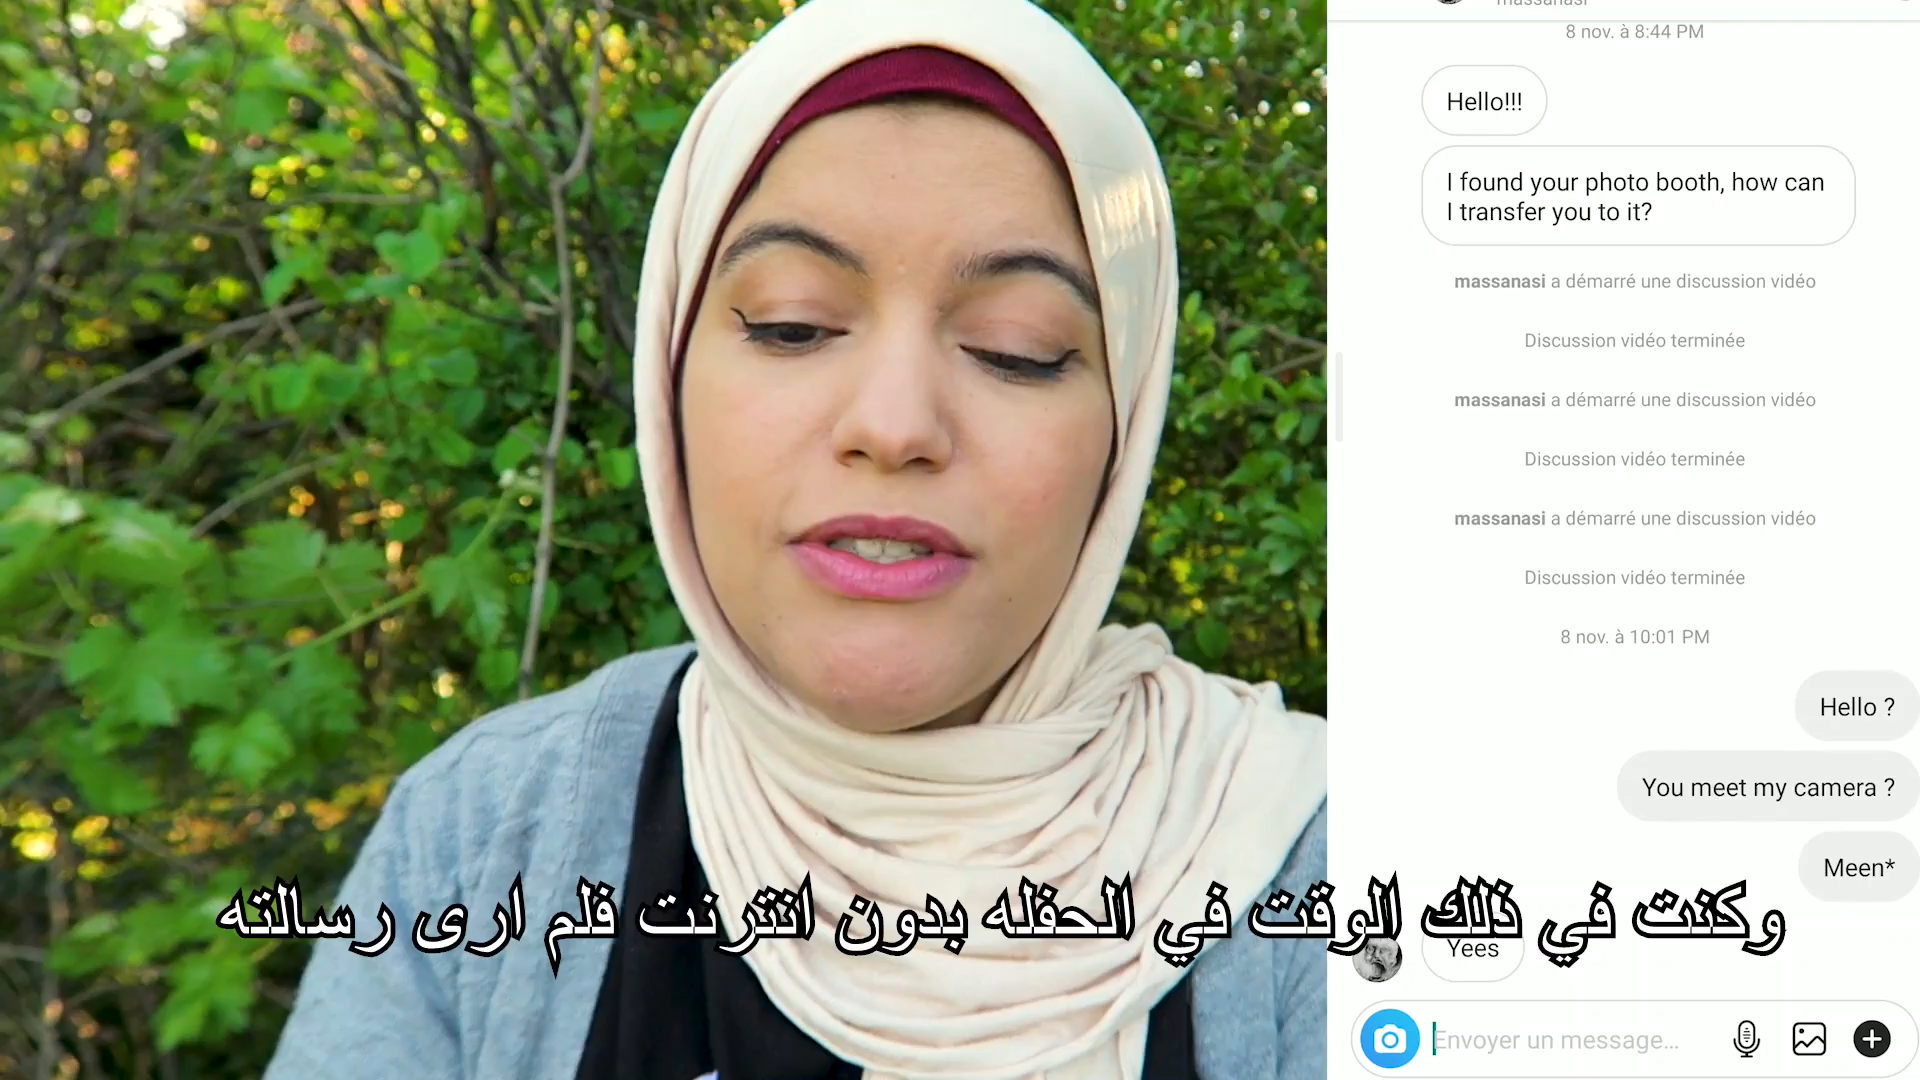 massanasi
8 nov. à 8:44 PM
Hello!!!
I found your photo booth, how can
I transfer you to it?
massanasi a démarré une discussion vidéo
Discussion vidéo terminée
massanasi a démarré une discussion vidéo
Discussion vidéo terminée
massanasi a démarré une discussion vidéo
Discussion vidéo terminée
8 nov. à 10:01 PM
Hello ?
You meet my camera ?
Meen*
وكنت في ذلك الوقت في الحفله بدون انترنت فلم ارى رسالته
Yees
Envoyer un message...